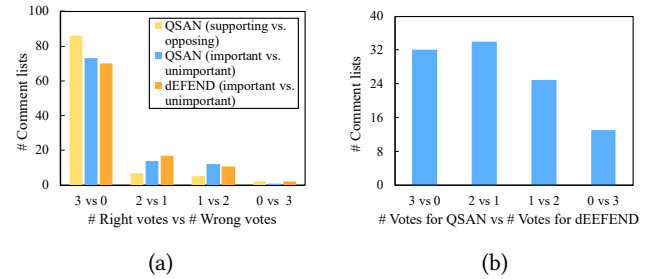 100
80
60
40
20
0
# Comment lists
QSAN (supporting vs.
opposing)
QSAN (important vs.
unimportant)
dEFEND (important vs.
unimportant)
3 vs 0
2 vs 1
1 vs 2
0 vs 3
# Right votes vs # Wrong votes
(a)
40
32
24
16
8
0
# Comment lists
3 vs 0
2 vs 1
1 vs 2
0 vs 3
# Votes for QSAN vs # Votes for dEEFEND
(b)